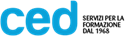 ced
SERVIZI PER LA
FORMAZIONE
DAL 1968